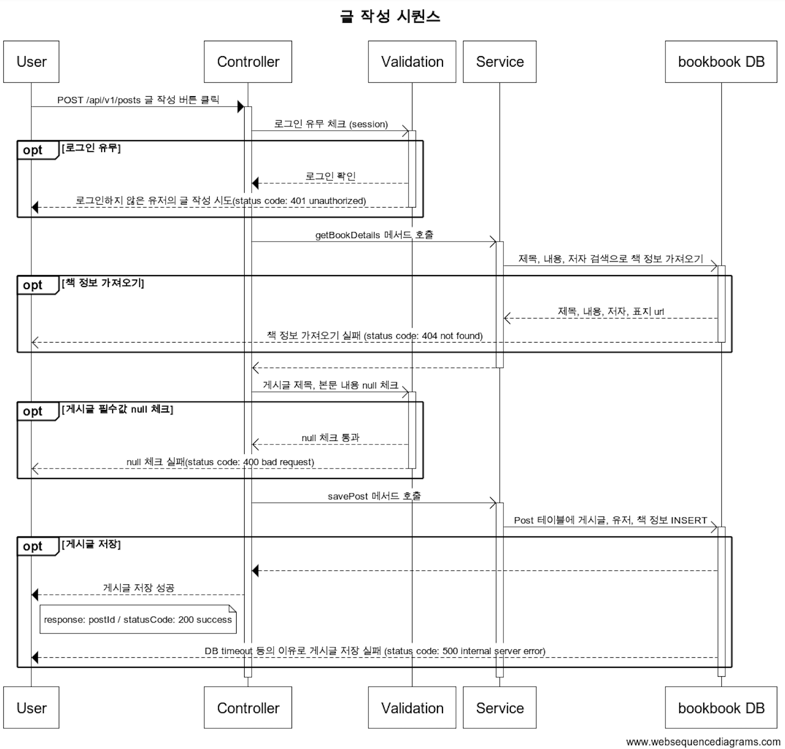 글 작성 시퀀스
User
Controller
Validation
Service
bookbook DB
POST /api/v1/posts 글 작성 버튼 클릭
로그인 유무 체크 (session)
opt
[로그인 유무]
로그인 확인
로그인하지 않은 유저의 글 작성 시도(status code: 401 unauthorized)
getBookDetails 메서드 호출
제목, 내용, 저자 검색으로 책 정보 가져오기
opt
[책 정보 가져오기]
제목, 내용, 저자, 표지 url
책 정보 가져오기 실패 (status code: 404 not found)
게시글 제목, 본문 내용 null 체크
opt
[게시글 필수값 null 체크]
null 체크 통과
null 체크 실패(status code: 400 bad request)
savePost 메서드 호출
Post 테이블에 게시글, 유저, 책 정보 INSERT
opt
[게시글 저장]
게시글 저장 성공
response: postId / statusCode: 200 success
DB timeout 등의 이유로 게시글 저장 실패 (status code: 500 internal server error)
User
Controller
Validation
Service
bookbook DB
www.websequencediagrams.com